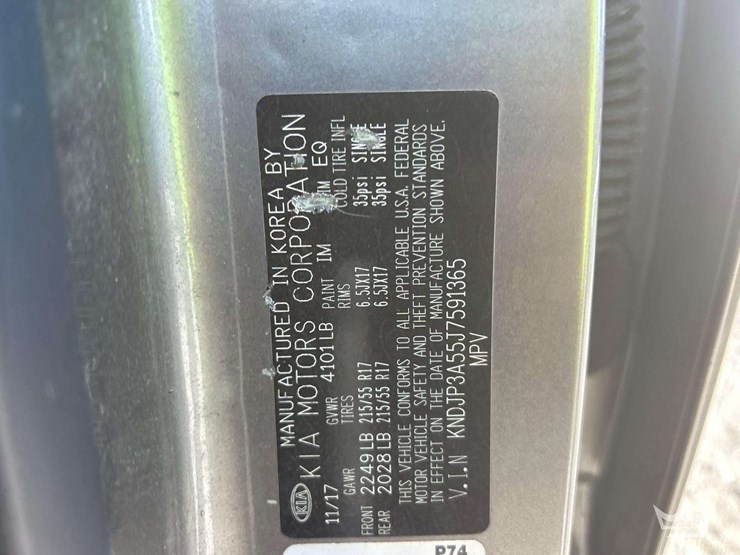 KIA MANUFACTURED IN KOREA BY
KIA MOTORS CORPORATION
11/17 GVWR 4101LB PAINT IM TRIM EQ
GAWR TIRES RIMS COLD TIRE INFL
FRONT 2249LB 215/55 R17 6.5JX17 35psi SINGLE
REAR 2028LB 215/55 R17 6.5JX17 35psi SINGLE
THIS VEHICLE CONFORMS TO ALL APPLICABLE U.S.A. FEDERAL
MOTOR VEHICLE SAFETY AND THEFT PREVENTION STANDARDS
IN EFFECT ON THE DATE OF MANUFACTURE SHOWN ABOVE.
V.I.N KNDJP3A55J7591365
MPV
P74